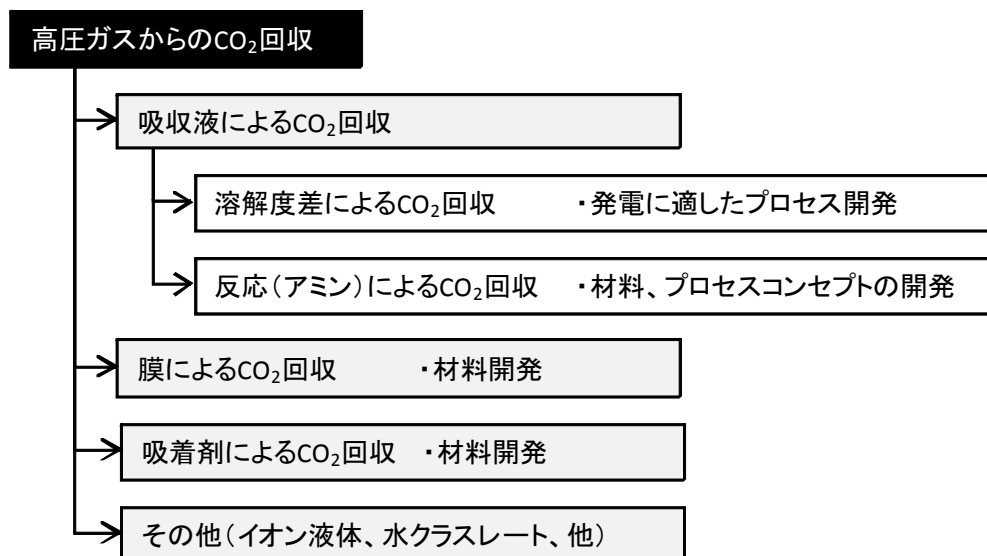 高圧ガスからのCO₂回収
吸収液によるCO₂回収
溶解度差によるCO₂回収 ・発電に適したプロセス開発
反応(アミン)によるCO₂回収 ・材料、プロセスコンセプトの開発
膜によるCO₂回収 ・材料開発
吸着剤によるCO₂回収 ・材料開発
その他(イオン液体、水クラスレート、他)